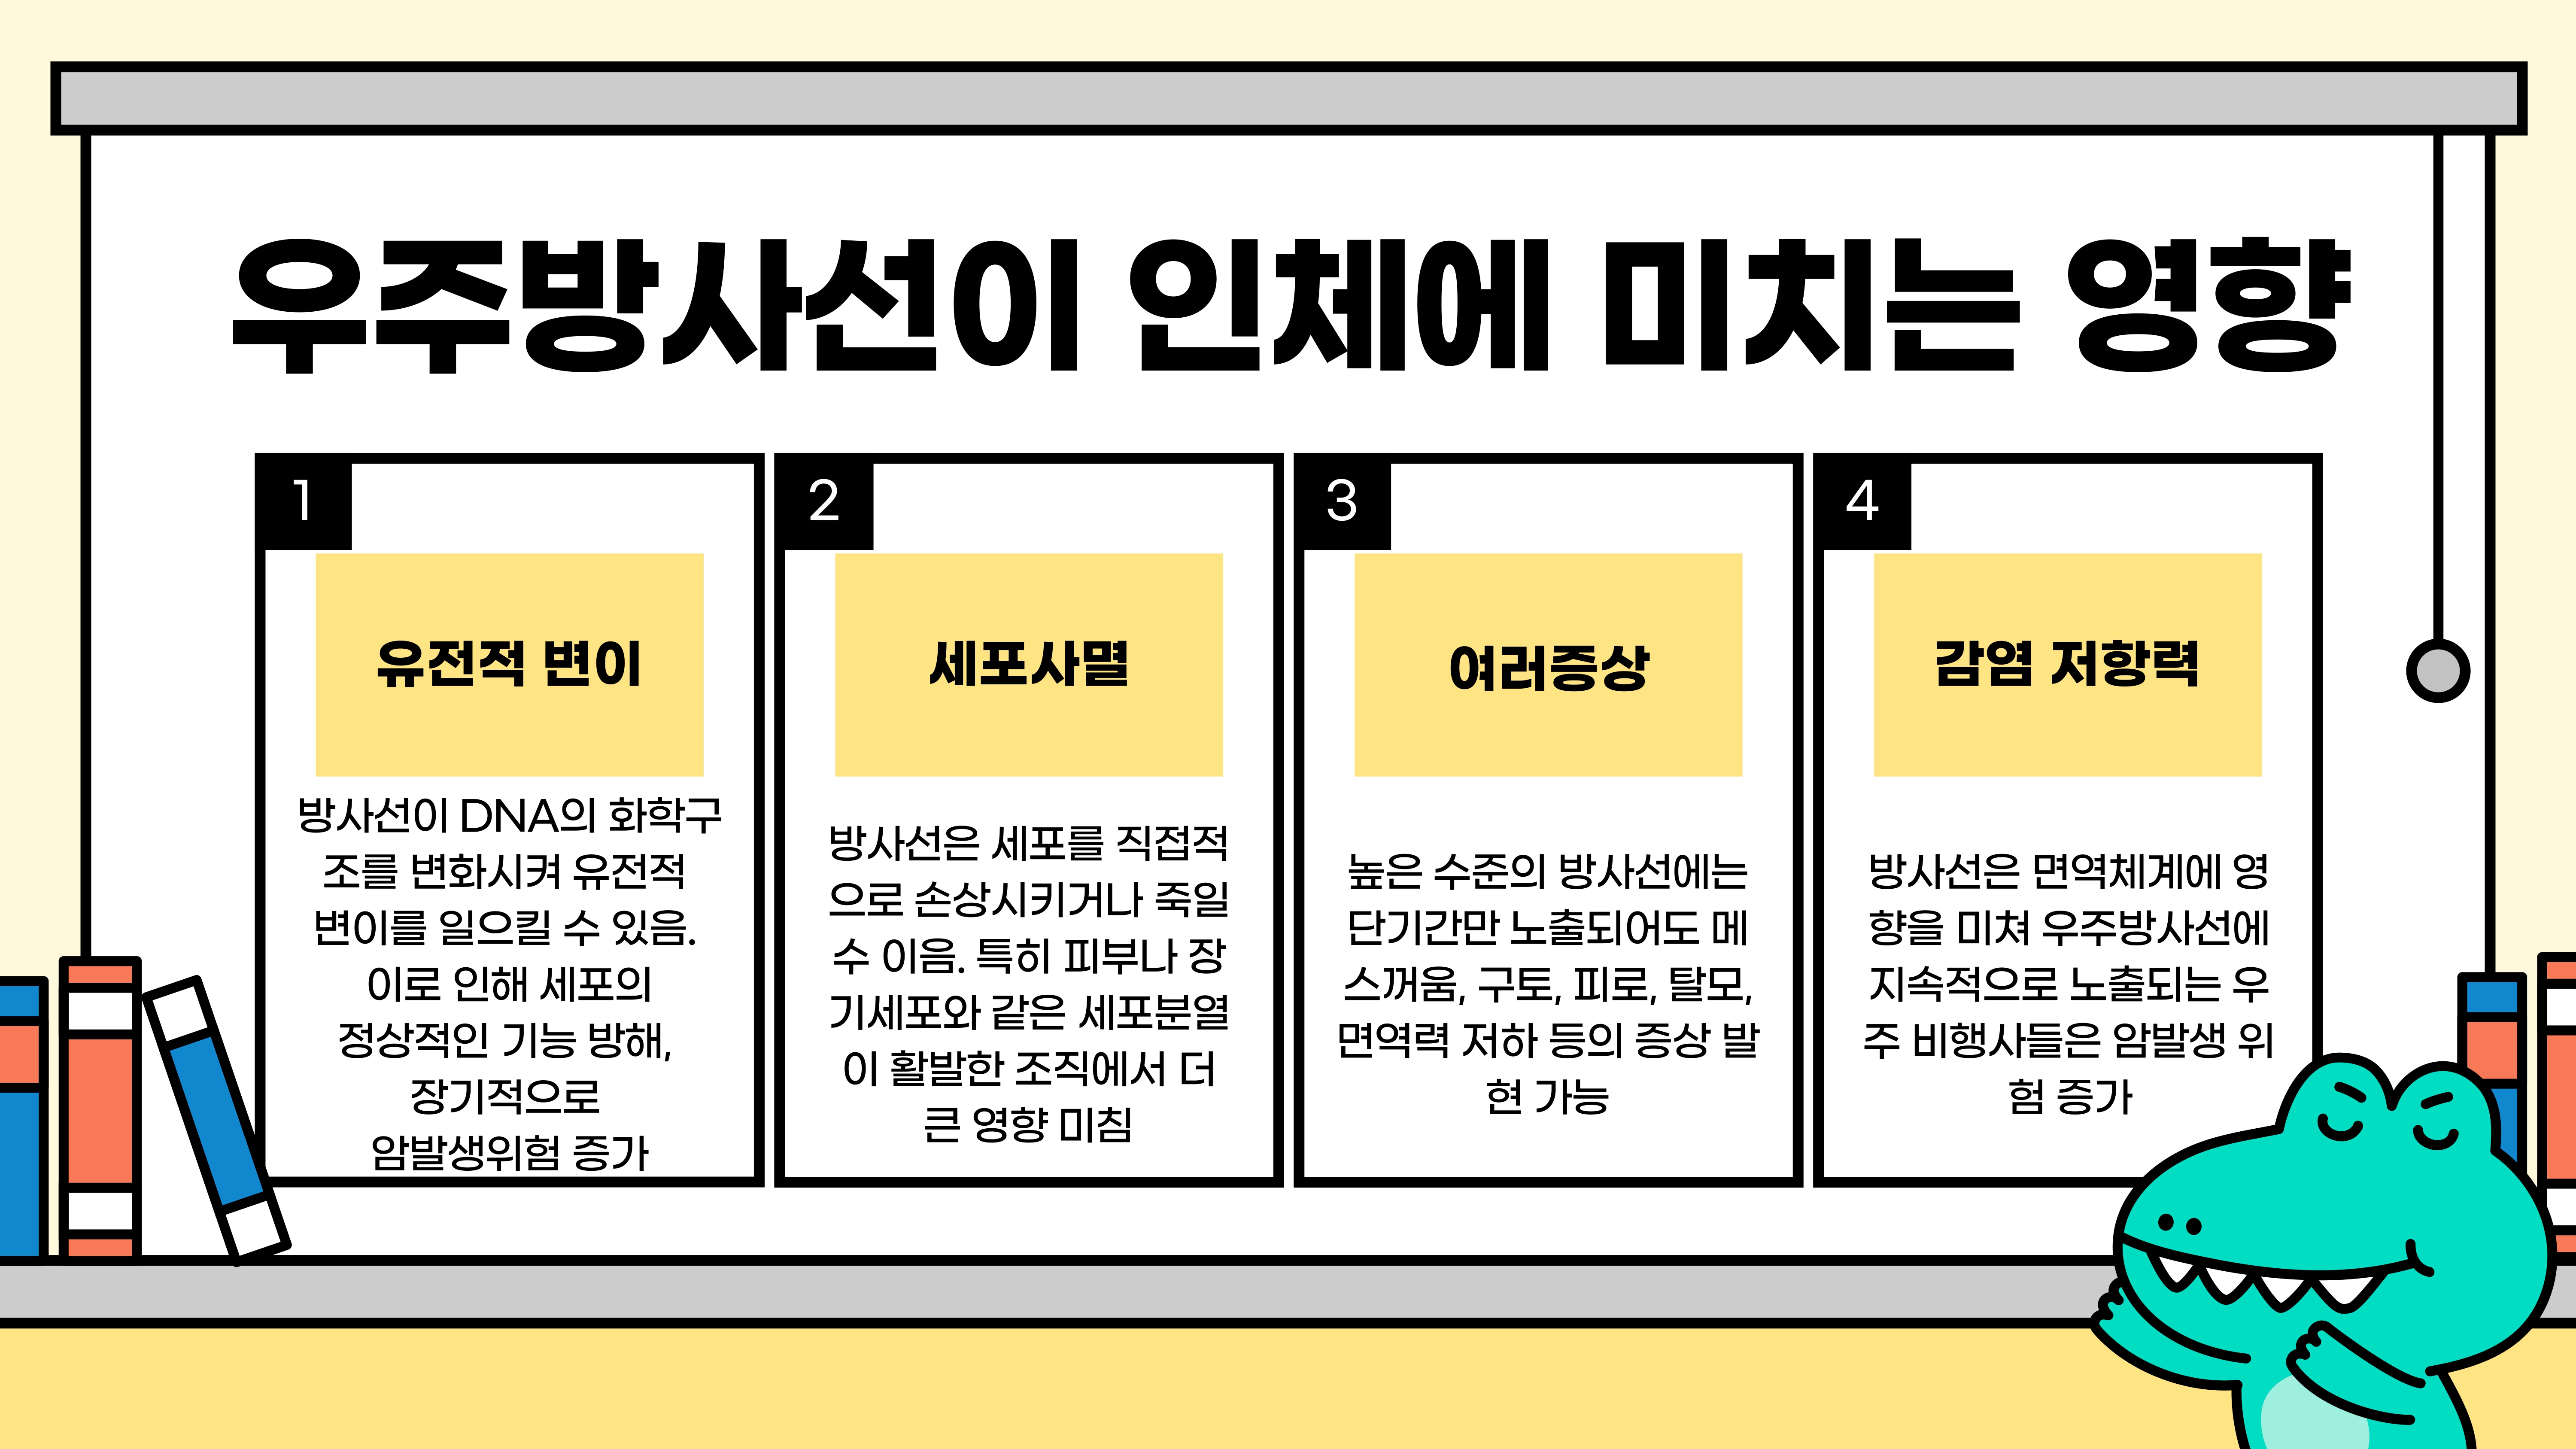 우주방사선이 인체에 미치는 영향
1
유전적 변이
방사선이 DNA의 화학구
조를 변화시켜 유전적
변이를 일으킬 수 있음.
이로 인해 세포의
정상적인 기능 방해,
장기적으로
암발생위험 증가
2
세포사멸
방사선은 세포를 직접적
으로 손상시키거나 죽일
수 이음. 특히 피부나 장
기세포와 같은 세포분열
이 활발한 조직에서 더
큰 영향 미침
3
여러증상
높은 수준의 방사선에는
단기간만 노출되어도 메
스꺼움, 구토, 피로, 탈모,
면역력 저하 등의 증상 발
현 가능
4
감염 저항력
방사선은 면역체계에 영
향을 미쳐 우주방사선에
지속적으로 노출되는 우
주 비행사들은 암발생 위
험 증가